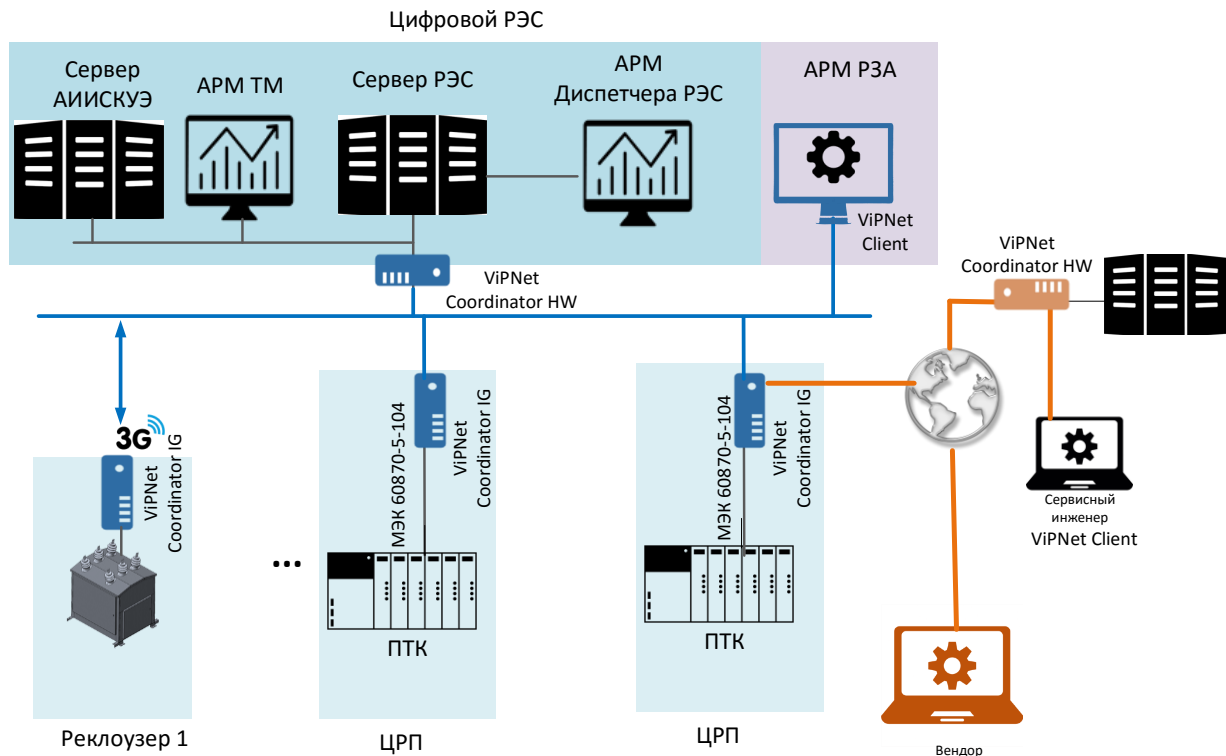 Цифровой РЭС
Сервер
АИИСКУЭ
АРМ ТМ
Сервер РЭС
АРМ
Диспетчера РЭС
АРМ РЗА
ViPNet
Client
ViPNet
Coordinator HW
ViPNet
Coordinator HW
3G
ViPNet
Coordinator IG
МЭК 60870-5-104
ViPNet
Coordinator IG
МЭК 60870-5-104
ViPNet
Coordinator IG
Сервисный
инженер
ViPNet Client
...
ПТК
ПТК
Реклоузер 1
ЦРП
ЦРП
Вендор